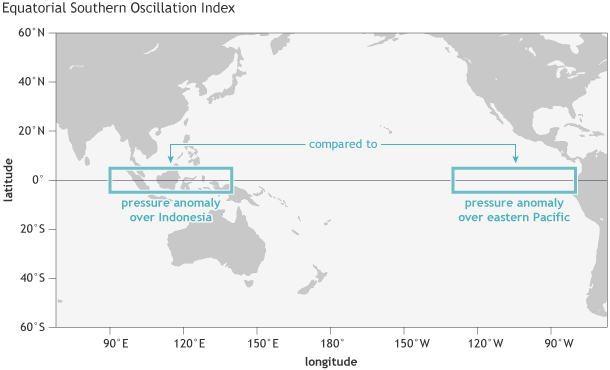 Equatorial Southern Oscillation Index
60°N
40°N
20°N
0°
20°S
40°S
60°S
latitude
compared to
pressure anomaly
over Indonesia
pressure anomaly
over eastern Pacific
90°E
120°E
150°E
180°
150°W
120°W
90°W
longitude